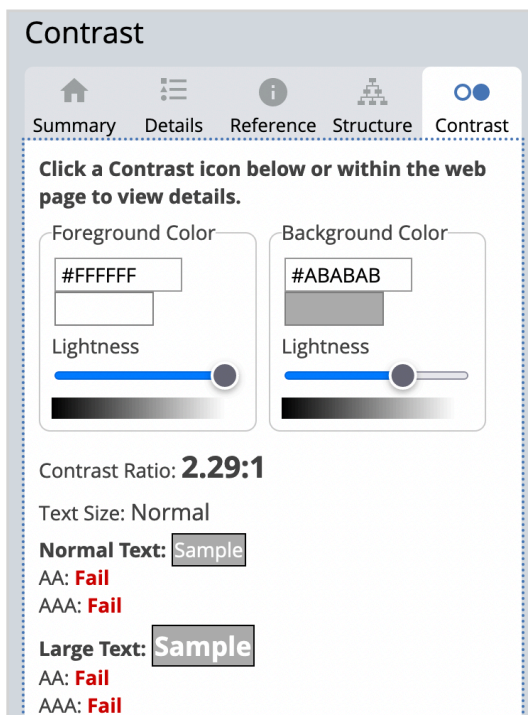 Contrast
Summary Details Reference Structure Contrast
Click a Contrast icon below or within the web
page to view details.
Foreground Color
#FFFFFF
Lightness
Background Color
#ABABAB
Lightness
Contrast Ratio: 2.29:1
Text Size: Normal
Normal Text: Sample
AA: Fail
AAA: Fail
Large Text: Sample
AA: Fail
AAA: Fail